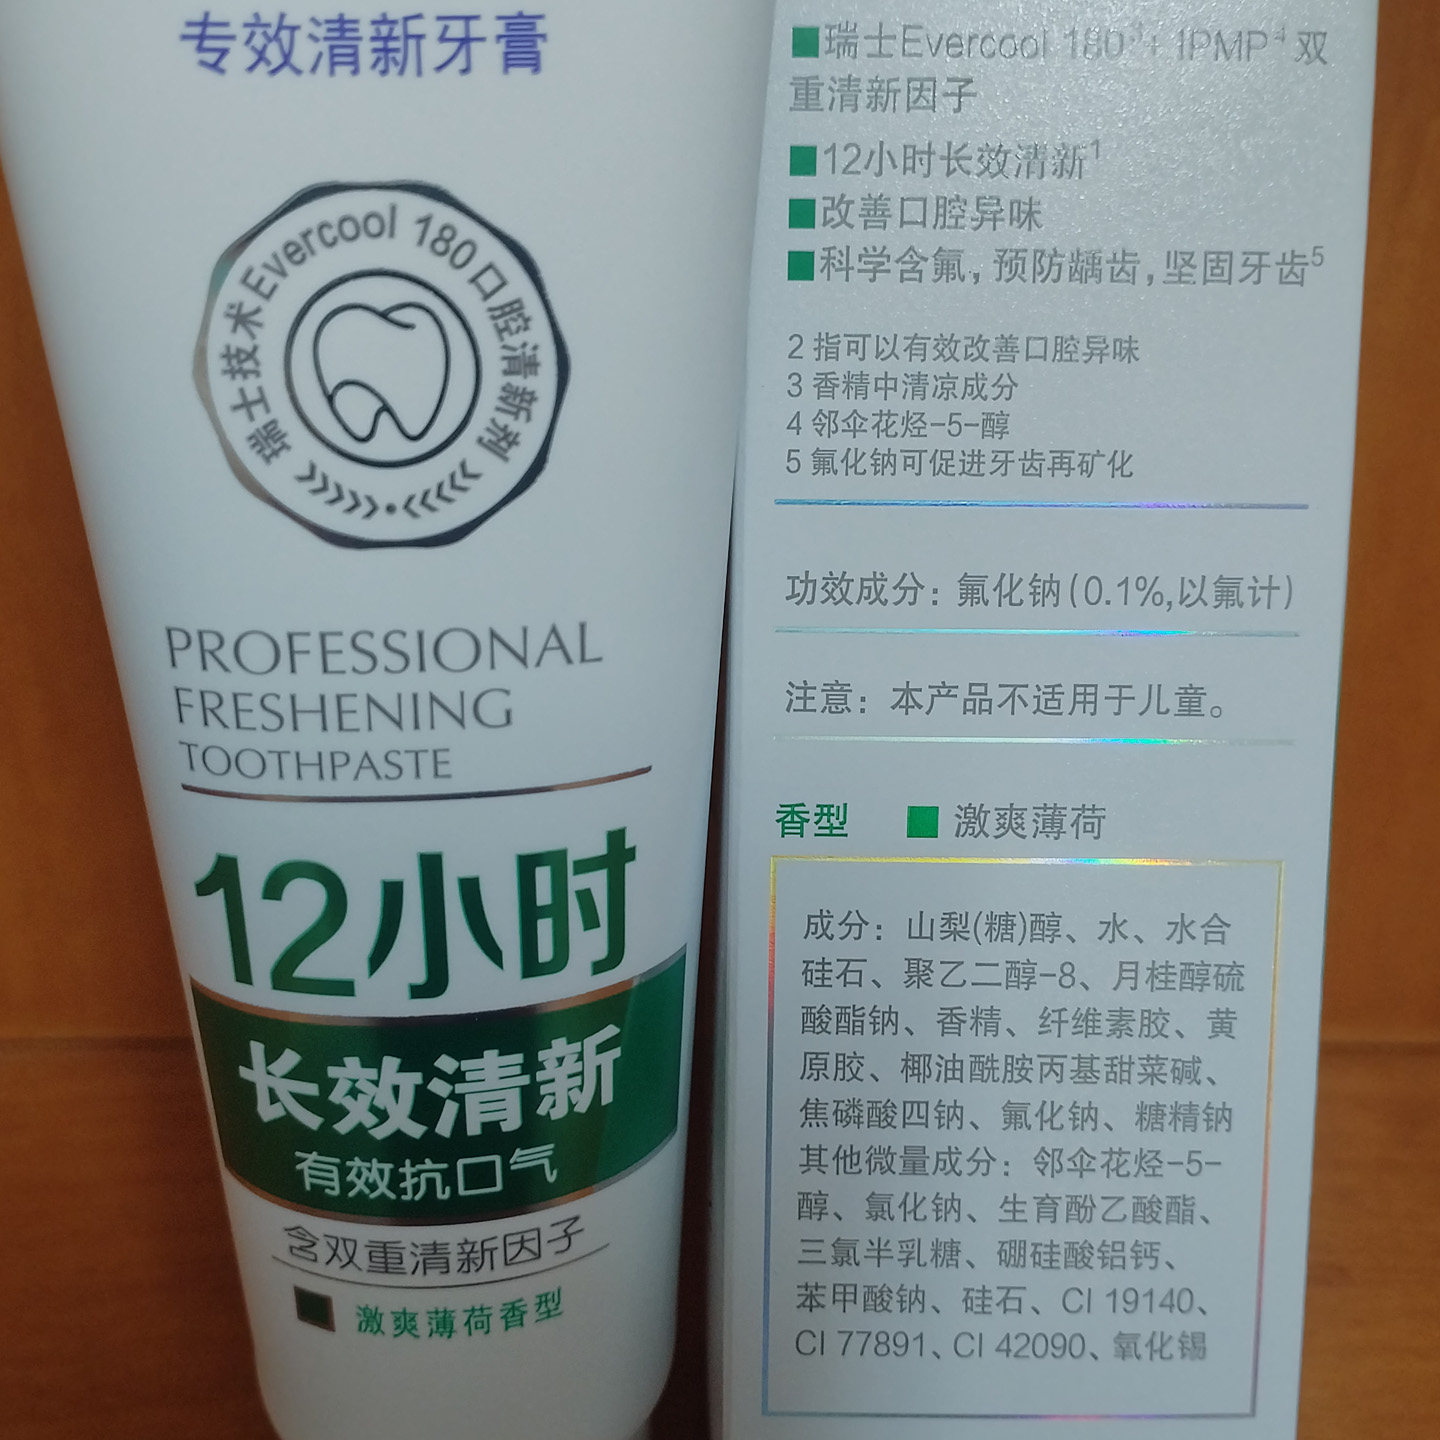 专效清新牙膏
瑞士技术Evercool 180口腔清新剂
PROFESSIONAL
FRESHENING
TOOTHPASTE
12小时
长效清新
有效抗口气
含双重清新因子
激爽薄荷香型
瑞士Evercool 180³+ IPMP⁴双
重清新因子
12小时长效清新¹
改善口腔异味
科学含氟,预防龋齿,坚固牙齿⁵
2 指可以有效改善口腔异味
3 香精中清凉成分
4 邻伞花烃-5-醇
5 氟化钠可促进牙齿再矿化
功效成分：氟化钠(0.1%,以氟计)
注意：本产品不适用于儿童。
香型 激爽薄荷
成分：山梨(糖)醇、水、水合
硅石、聚乙二醇-8、月桂醇硫
酸酯钠、香精、纤维素胶、黄
原胶、椰油酰胺丙基甜菜碱、
焦磷酸四钠、氟化钠、糖精钠
其他微量成分：邻伞花烃-5-
醇、氯化钠、生育酚乙酸酯、
三氯半乳糖、硼硅酸铝钙、
苯甲酸钠、硅石、CI 19140、
CI 77891、CI 42090、氧化锡